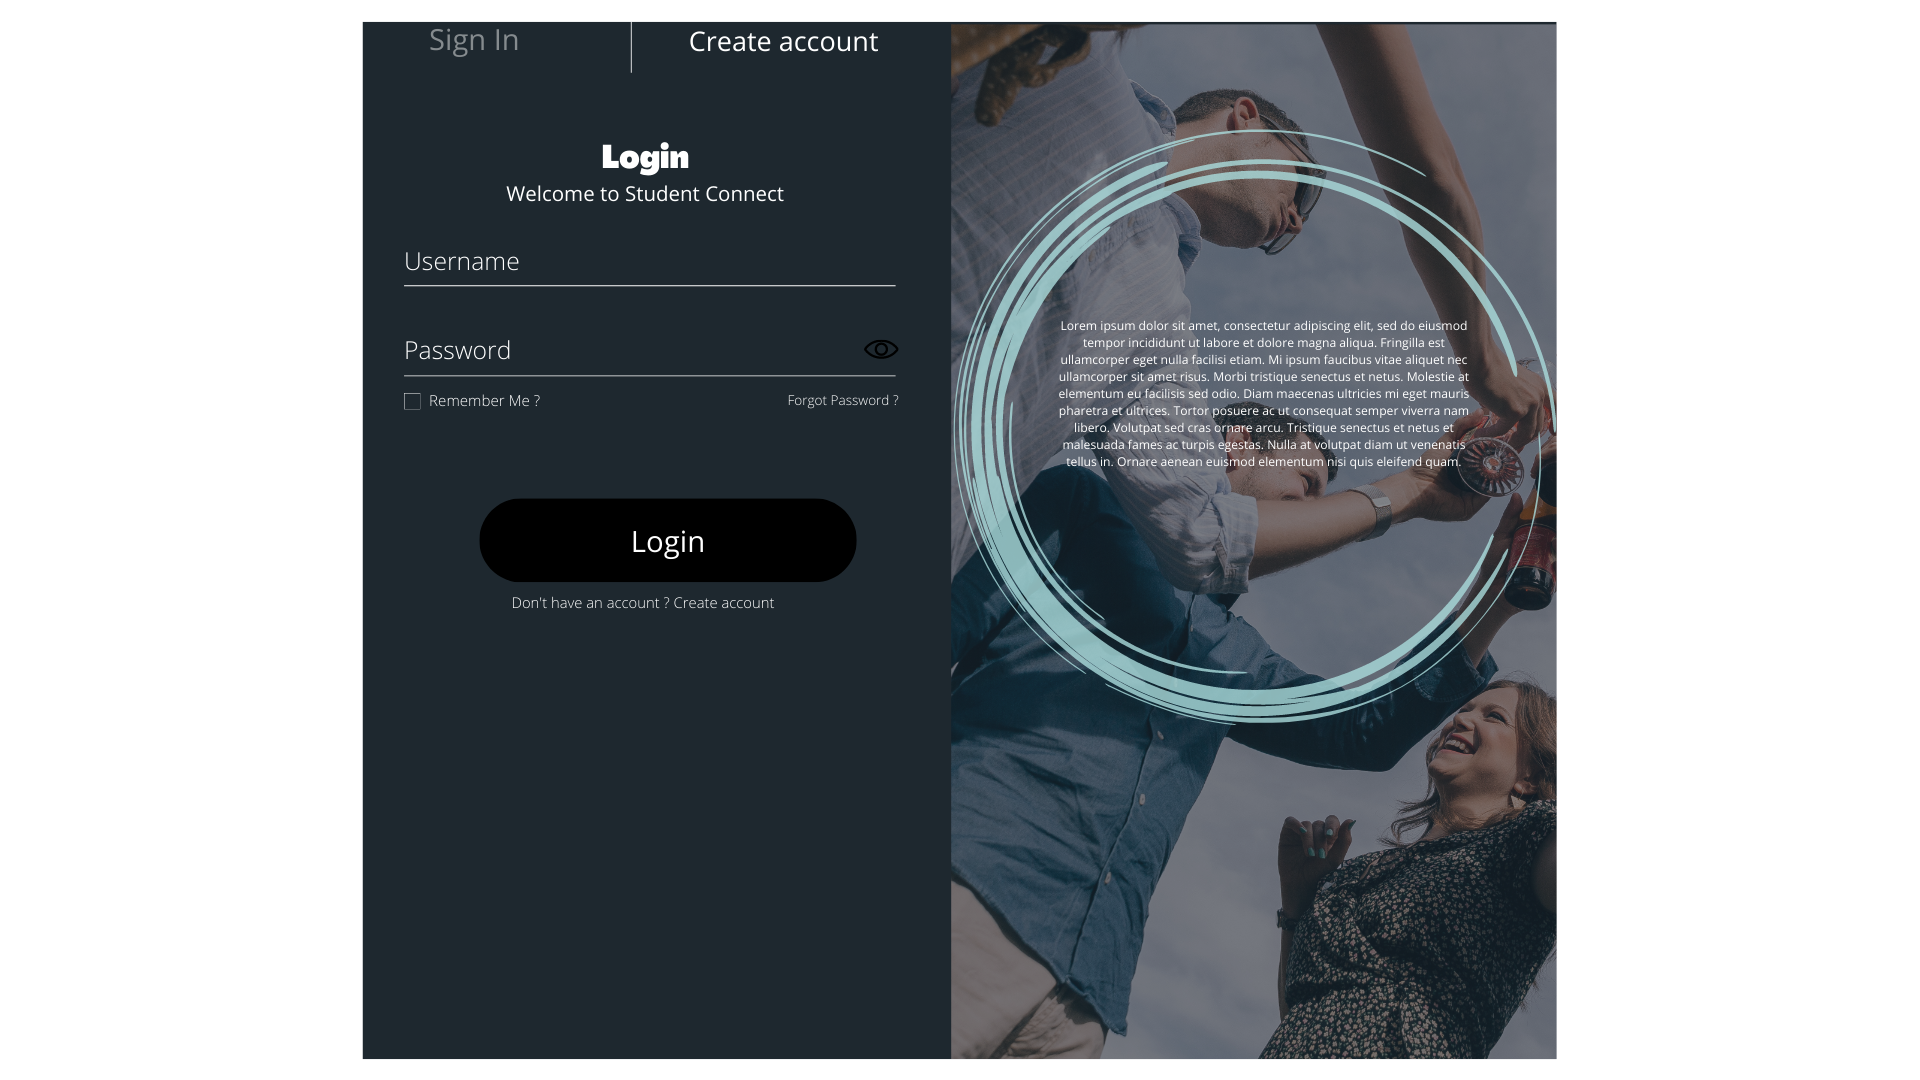 Sign In
Create account
Login
Welcome to Student Connect
Username
Password
Remember Me ?
Forgot Password ?
Login
Don't have an account ? Create account
Lorem ipsum dolor sit amet, consectetur adipiscing elit, sed do eiusmod
tempor incididunt ut labore et dolore magna aliqua. Fringilla est
ullamcorper eget nulla facilisi etiam. Mi ipsum faucibus vitae aliquet nec
ullamcorper sit amet risus. Morbi tristique senectus et netus. Molestie at
elementum eu facilisis sed odio. Diam maecenas ultricies mi eget mauris
pharetra et ultrices. Tortor posuere ac ut consequat semper viverra nam
libero. Volutpat sed cras ornare arcu. Tristique senectus et netus et
malesuada fames ac turpis egestas. Nulla at volutpat diam ut venenatis
tellus in. Ornare aenean euismod elementum nisi quis eleifend quam.